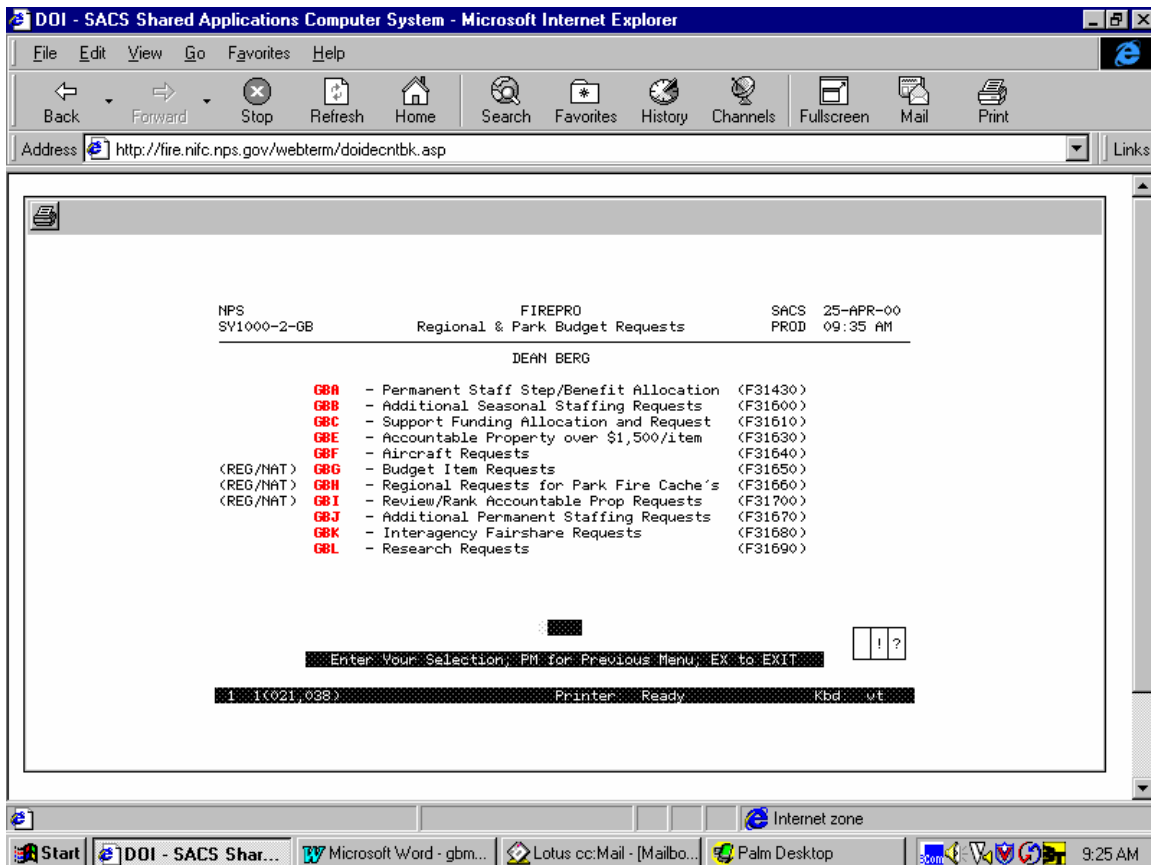 DOI - SACS Shared Applications Computer System - Microsoft Internet Explorer
File Edit View Go Favorites Help
Back Forward Stop Refresh Home Search Favorites History Channels Fullscreen Mail Print
Address http://fire.nifc.nps.gov/webterm/doidecntbk.asp Links
NPS FIREPRO SACS 25-APR-00
SY1000-2-GB Regional & Park Budget Requests PROD 09:35 AM
DEAN BERG
GBA - Permanent Staff Step/Benefit Allocation (F31430)
GBB - Additional Seasonal Staffing Requests (F31600)
GBC - Support Funding Allocation and Request (F31610)
GBE - Accountable Property over $1,500/item (F31630)
GBF - Aircraft Requests (F31640)
(REG/NAT) GBG - Budget Item Requests (F31650)
(REG/NAT) GBH - Regional Requests for Park Fire Cache's (F31660)
(REG/NAT) GBI - Review/Rank Accountable Prop Requests (F31700)
GBJ - Additional Permanent Staffing Requests (F31670)
GBK - Interagency Fairshare Requests (F31680)
GBL - Research Requests (F31690)
! ?
Enter Your Selection; PM for Previous Menu; EX to EXIT
1 1(021,038) Printer: Ready Kbd: vt
Internet zone
Start DOI - SACS Shar... Microsoft Word - gbm... Lotus cc:Mail - [Mailbo... Palm Desktop 3Com 9:25 AM